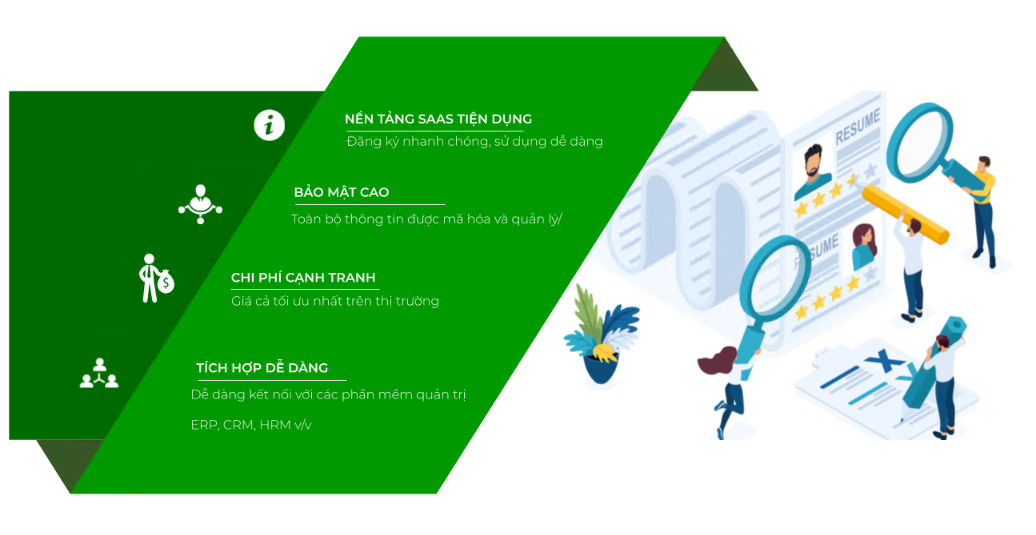 NỀN TẢNG SAAS TIỆN DỤNG
Đăng ký nhanh chóng, sử dụng dễ dàng
BẢO MẬT CAO
Toàn bộ thông tin được mã hóa và quản lý/
CHI PHÍ CẠNH TRANH
Giá cả tối ưu nhất trên thị trường
TÍCH HỢP DỄ DÀNG
Dễ dàng kết nối với các phần mềm quản trị
ERP, CRM, HRM v/v
RESUME
RESUME